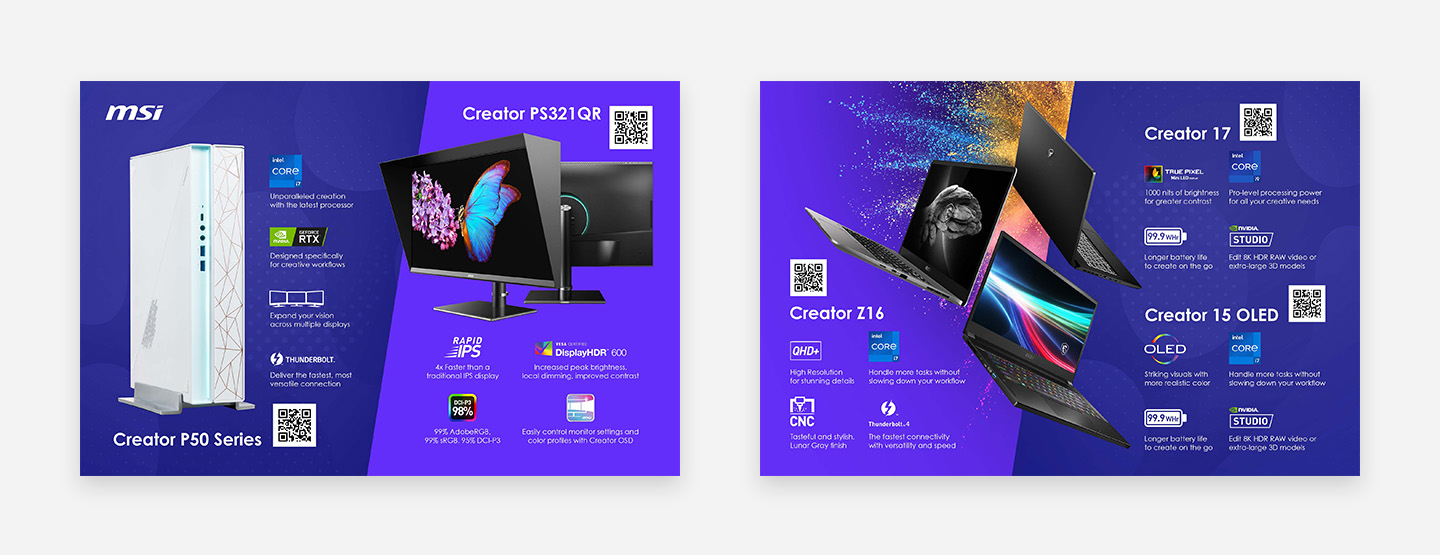 msi
Creator PS321QR
intel
CORE
i7
Unparalleled creation
with the latest processor
NVIDIA
GEFORCE
RTX
Designed specifically
for creative workflows
Expand your vision
across multiple displays
THUNDERBOLT.
Deliver the fastest, most
versatile connection
Creator P50 Series
RAPID
IPS
4x Faster than a
traditional IPS display
VESA CERTIFIED
DisplayHDR 600
Increased peak brightness,
local dimming, improved contrast
DCI-P3
98%
99% AdobeRGB,
99% sRGB. 95% DCI-P3
Easily control monitor settings and
color profiles with Creator OSD
Creator Z16
QHD+
High Resolution
for stunning details
intel
CORE
i7
Handle more tasks without
slowing down your workflow
CNC
Tasteful and stylish,
Lunar Gray finish
Thunderbolt 4
The fastest connectivity
with versatility and speed
Creator 17
TRUE PIXEL
Mini LED
1000 nits of brightness
for greater contrast
intel
CORE
i9
Pro-level processing power
for all your creative needs
99.9 WHr
Longer battery life
to create on the go
NVIDIA.
STUDIO
Edit 8K HDR RAW video or
extra-large 3D models
Creator 15 OLED
OLED
Striking visuals with
more realistic color
intel
CORE
i7
Handle more tasks without
slowing down your workflow
99.9 WHr
Longer battery life
to create on the go
NVIDIA.
STUDIO
Edit 8K HDR RAW video or
extra-large 3D models